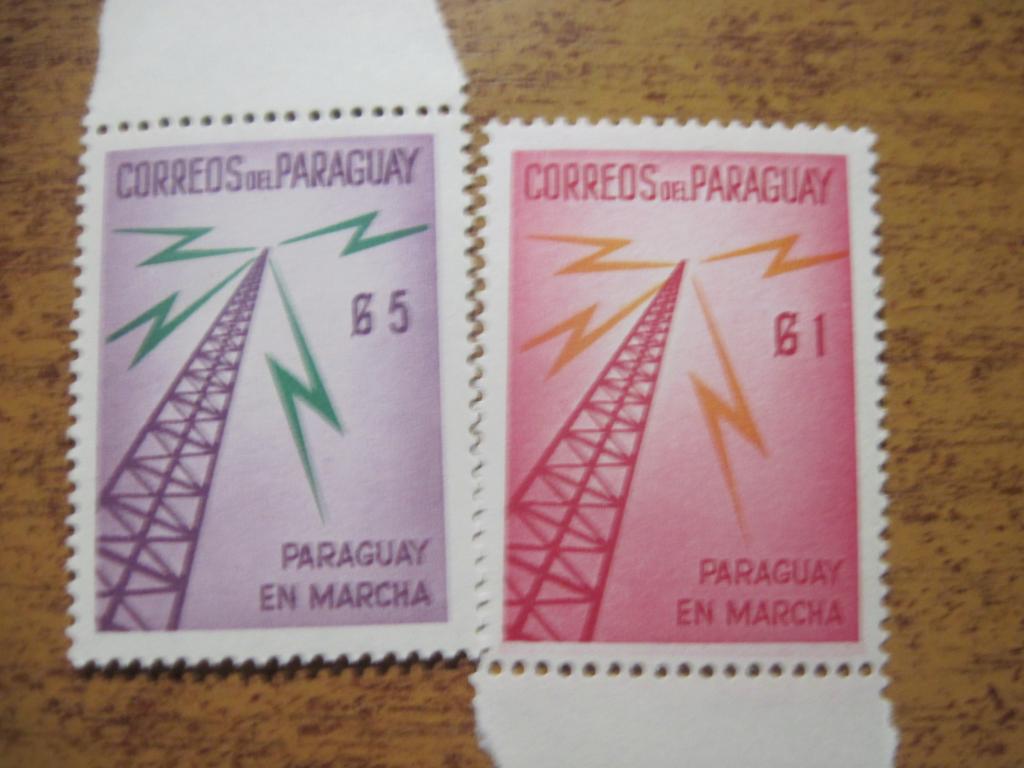 CORREOS DEL PARAGUAY
₲ 5
PARAGUAY
EN MARCHA
CORREOS DEL PARAGUAY
₲ 1
PARAGUAY
EN MARCHA